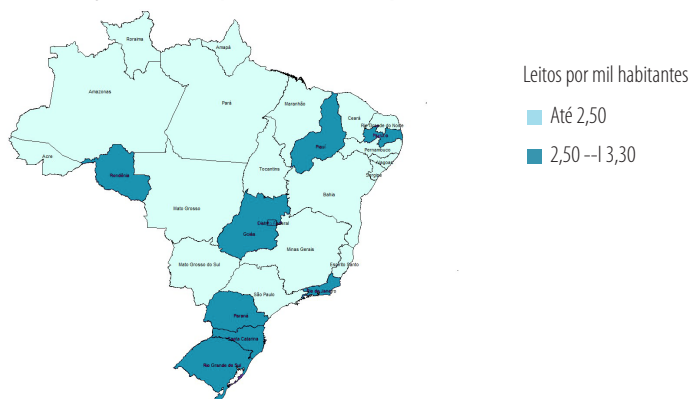 Roraima
Amapá
Amazonas
Pará
Maranhão
Ceará
Rio Grande do Norte
Paraíba
Piauí
Pernambuco
Alagoas
Sergipe
Acre
Rondônia
Tocantins
Bahia
Mato Grosso
Distrito Federal
Goiás
Minas Gerais
Espírito Santo
Mato Grosso do Sul
São Paulo
Rio de Janeiro
Paraná
Santa Catarina
Rio Grande do Sul
Leitos por mil habitantes
Até 2,50
2,50 --| 3,30